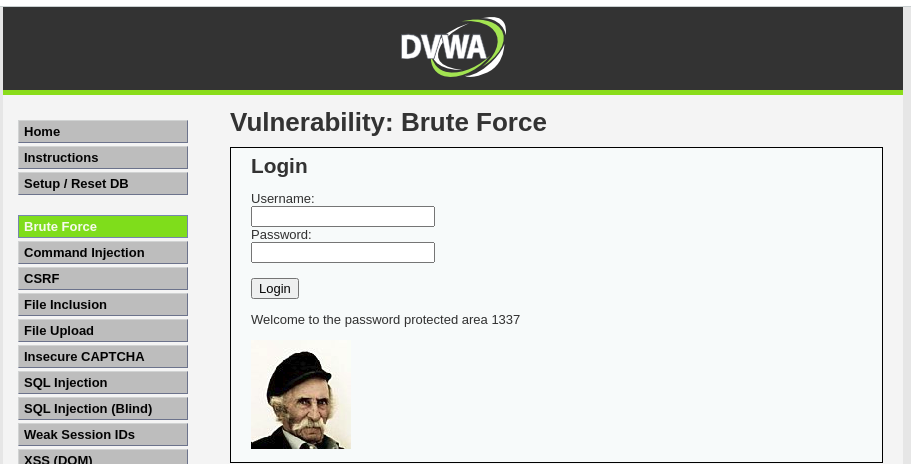 DVWA
Home
Instructions
Setup / Reset DB
Brute Force
Command Injection
CSRF
File Inclusion
File Upload
Insecure CAPTCHA
SQL Injection
SQL Injection (Blind)
Weak Session IDs
XSS (DOM)
Vulnerability: Brute Force
Login
Username:
Password:
Login
Welcome to the password protected area 1337